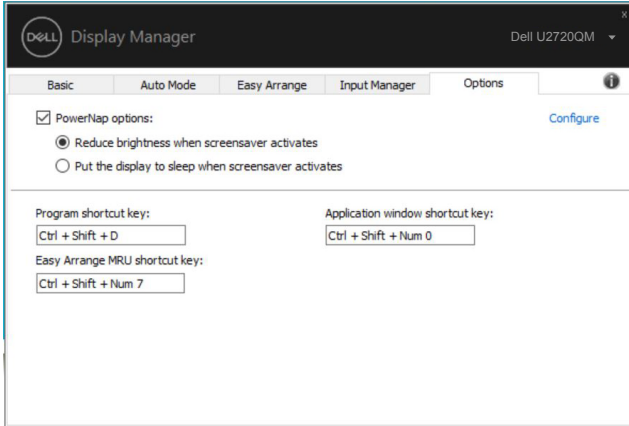 DELL Display Manager
Dell U2720QM
x
Basic Auto Mode Easy Arrange Input Manager Options
PowerNap options: Configure
Reduce brightness when screensaver activates
Put the display to sleep when screensaver activates
Program shortcut key: Application window shortcut key:
Ctrl + Shift + D Ctrl + Shift + Num 0
Easy Arrange MRU shortcut key:
Ctrl + Shift + Num 7